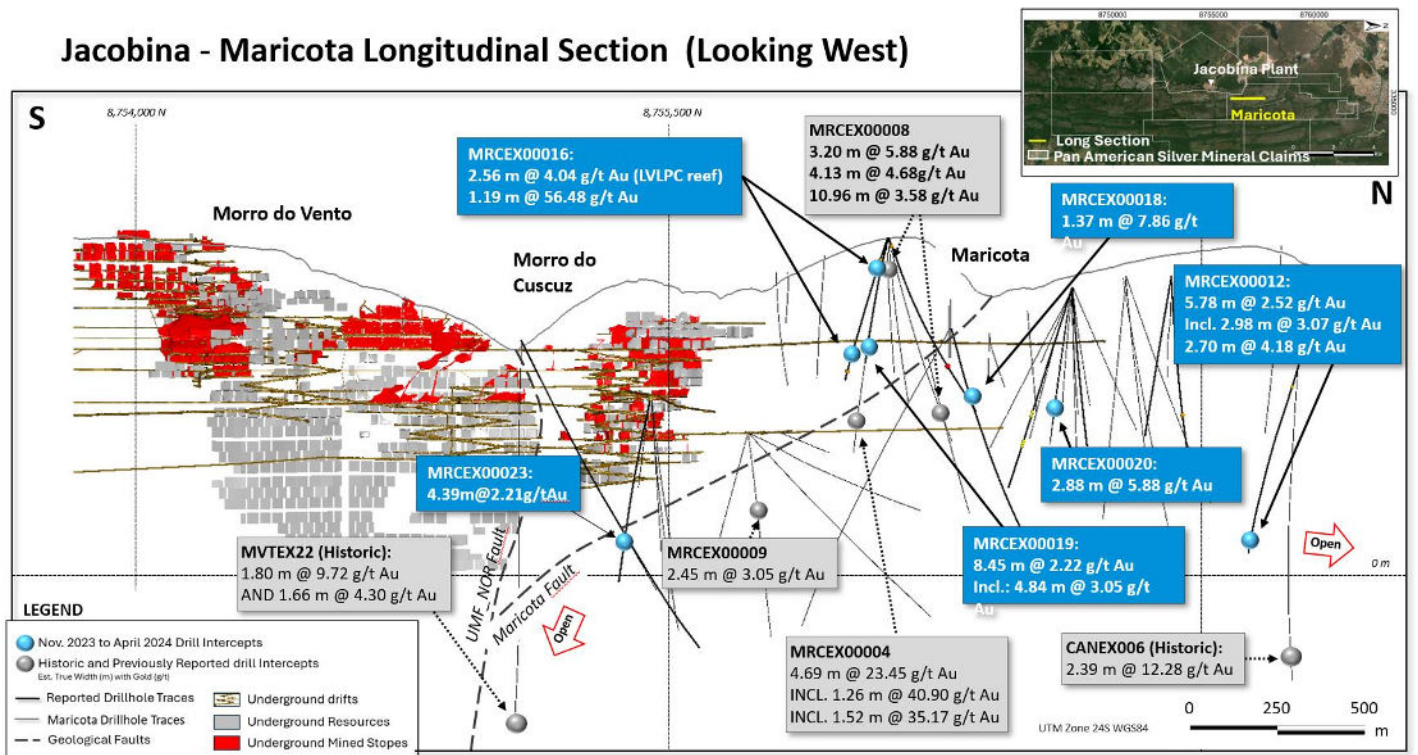 Jacobina - Maricota Longitudinal Section (Looking West)
8750000
8755000
8760000
N
Jacobina Plant
Maricota
335000
Long Section
Pan American Silver Mineral Claims
0
4
S
8,754,000 N
8,755,500 N
N
Morro do Vento
Morro do
Cuscuz
Maricota
MRCEX00016:
2.56 m @ 4.04 g/t Au (LVLPC reef)
1.19 m @ 56.48 g/t Au
MRCEX00008
3.20 m @ 5.88 g/t Au
4.13 m @ 4.68g/t Au
10.96 m @ 3.58 g/t Au
MRCEX00018:
1.37 m @ 7.86 g/t
Au
MRCEX00012:
5.78 m @ 2.52 g/t Au
Incl. 2.98 m @ 3.07 g/t Au
2.70 m @ 4.18 g/t Au
MRCEX00023:
4.39m@2.21g/tAu
MRCEX00020:
2.88 m @ 5.88 g/t Au
MVTEX22 (Historic):
1.80 m @ 9.72 g/t Au
AND 1.66 m @ 4.30 g/t Au
MRCEX00009
2.45 m @ 3.05 g/t Au
MRCEX00019:
8.45 m @ 2.22 g/t Au
Incl.: 4.84 m @ 3.05 g/t
Au
Open
0 m
UMF_NOR Fault
Maricota Fault
Open
MRCEX00004
4.69 m @ 23.45 g/t Au
INCL. 1.26 m @ 40.90 g/t Au
INCL. 1.52 m @ 35.17 g/t Au
CANEX006 (Historic):
2.39 m @ 12.28 g/t Au
LEGEND
Nov. 2023 to April 2024 Drill Intercepts
Historic and Previously Reported drill Intercepts
Est. True Width (m) with Gold (g/t)
Reported Drillhole Traces
Maricota Drillhole Traces
Geological Faults
Underground drifts
Underground Resources
Underground Mined Stopes
UTM Zone 24S WGS84
0 250 500
m